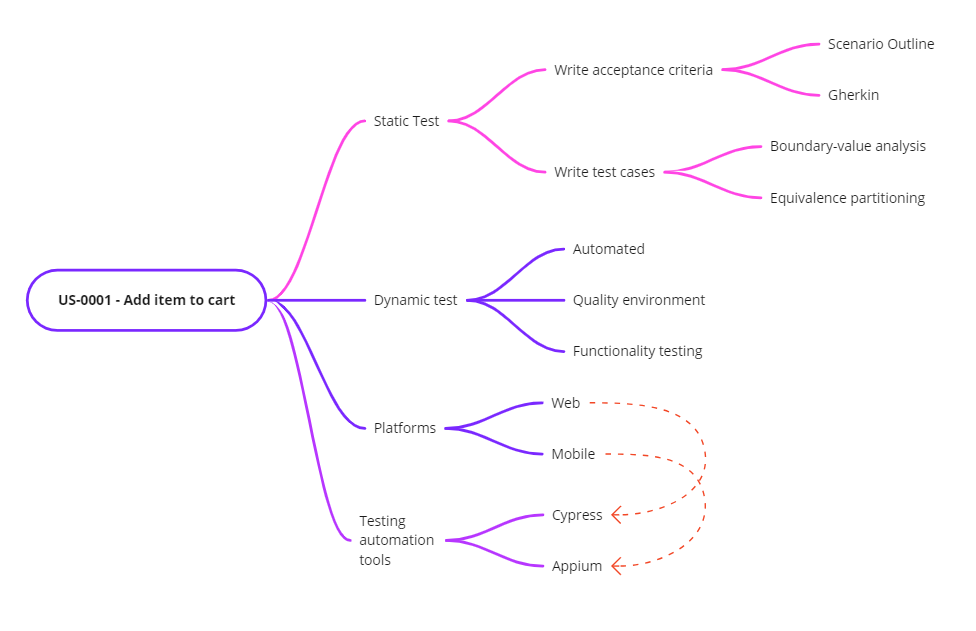 US-0001 - Add item to cart
Static Test
Write acceptance criteria
Scenario Outline
Gherkin
Write test cases
Boundary-value analysis
Equivalence partitioning
Dynamic test
Automated
Quality environment
Functionality testing
Platforms
Web
Mobile
Testing
automation
tools
Cypress
Appium